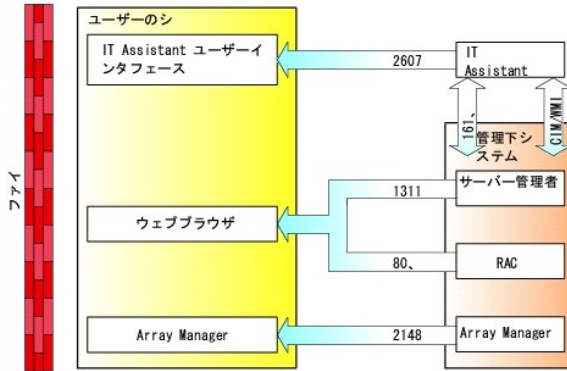 ファイ
ユーザーのシ
IT Assistant ユーザーイ
ンタフェース
2607
IT
Assistant
161、
CIM/WMI
管理下シ
ステム
サーバー管理者
1311
ウェブブラウザ
80、
RAC
Array Manager
2148
Array Manager